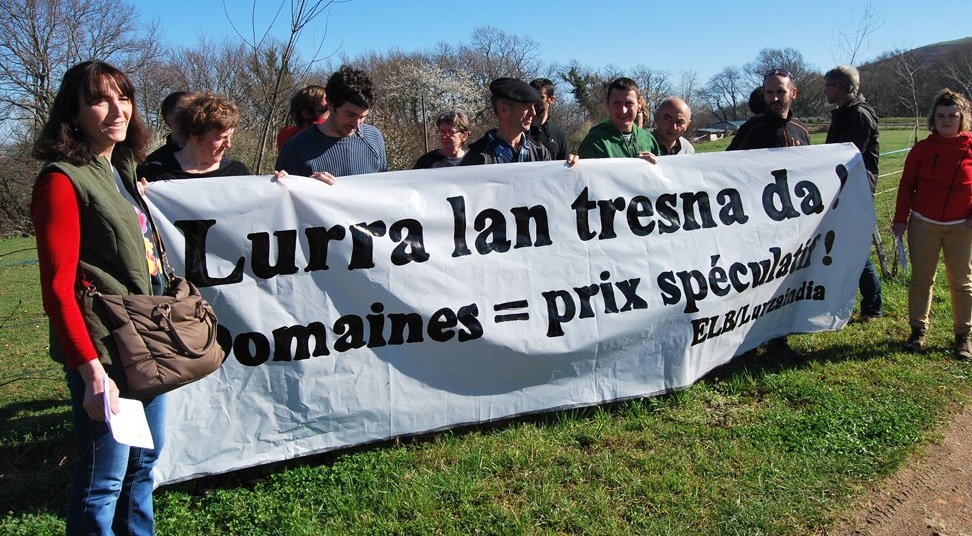 Lurra lan tresna da !
Domaines = prix spéculatif !
ELB/Lurzaindia